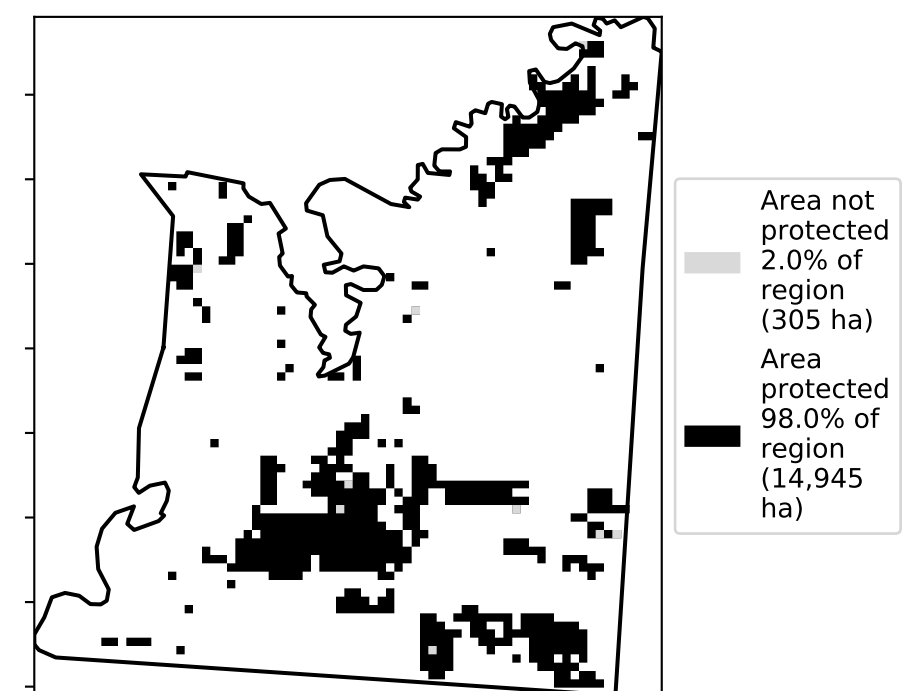 Area not
protected
2.0% of
region
(305 ha)
Area
protected
98.0% of
region
(14,945
ha)